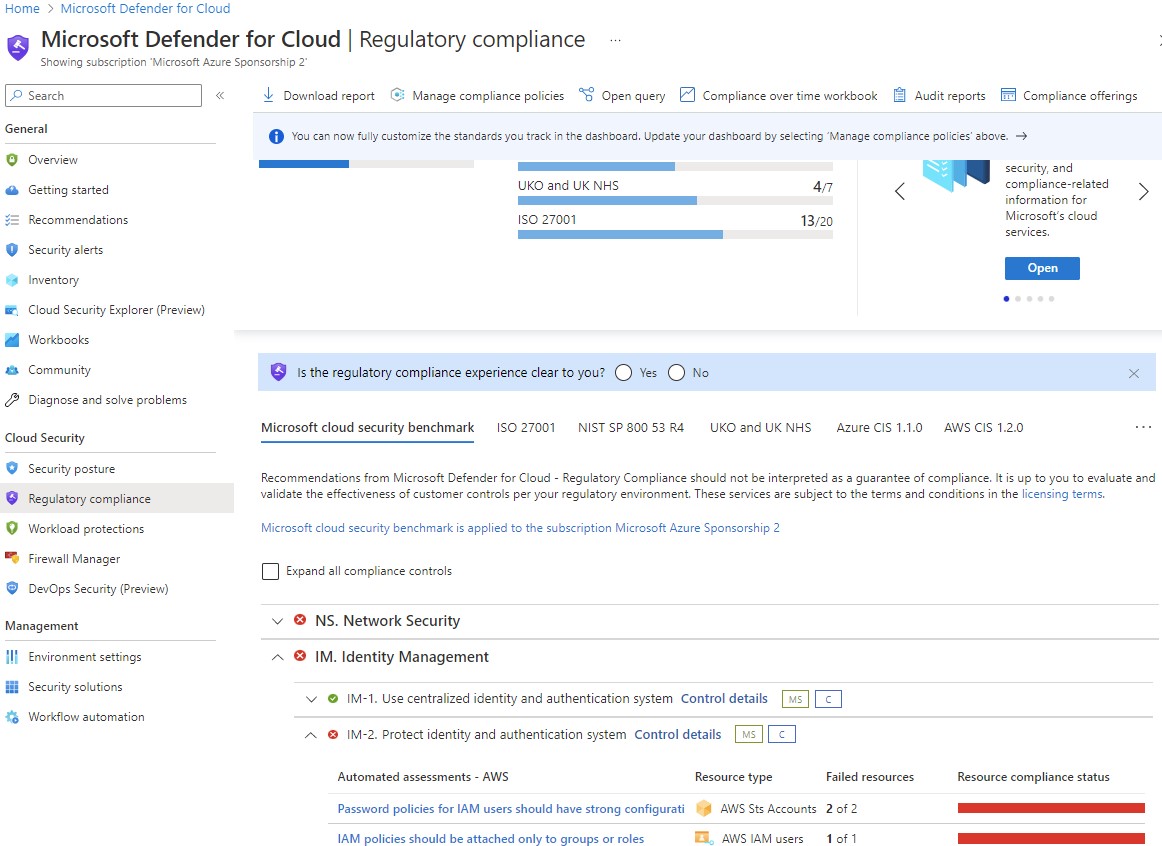 Home > Microsoft Defender for Cloud
Microsoft Defender for Cloud | Regulatory compliance ...
Showing subscription 'Microsoft Azure Sponsorship 2'
Search «
General
Overview
Getting started
Recommendations
Security alerts
Inventory
Cloud Security Explorer (Preview)
Workbooks
Community
Diagnose and solve problems
Cloud Security
Security posture
Regulatory compliance
Workload protections
Firewall Manager
DevOps Security (Preview)
Management
Environment settings
Security solutions
Workflow automation
Download report Manage compliance policies Open query Compliance over time workbook Audit reports Compliance offerings
You can now fully customize the standards you track in the dashboard. Update your dashboard by selecting 'Manage compliance policies' above. →
UKO and UK NHS 4/7
ISO 27001 13/20
security, and
compliance-related
information for
Microsoft's cloud
services.
Open
Is the regulatory compliance experience clear to you? Yes No
Microsoft cloud security benchmark ISO 27001 NIST SP 800 53 R4 UKO and UK NHS Azure CIS 1.1.0 AWS CIS 1.2.0 ...
Recommendations from Microsoft Defender for Cloud - Regulatory Compliance should not be interpreted as a guarantee of compliance. It is up to you to evaluate and
validate the effectiveness of customer controls per your regulatory environment. These services are subject to the terms and conditions in the licensing terms.
Microsoft cloud security benchmark is applied to the subscription Microsoft Azure Sponsorship 2
Expand all compliance controls
NS. Network Security
IM. Identity Management
IM-1. Use centralized identity and authentication system Control details MS C
IM-2. Protect identity and authentication system Control details MS C
Automated assessments - AWS Resource type Failed resources Resource compliance status
Password policies for IAM users should have strong configurati AWS Sts Accounts 2 of 2
IAM policies should be attached only to groups or roles AWS IAM users 1 of 1